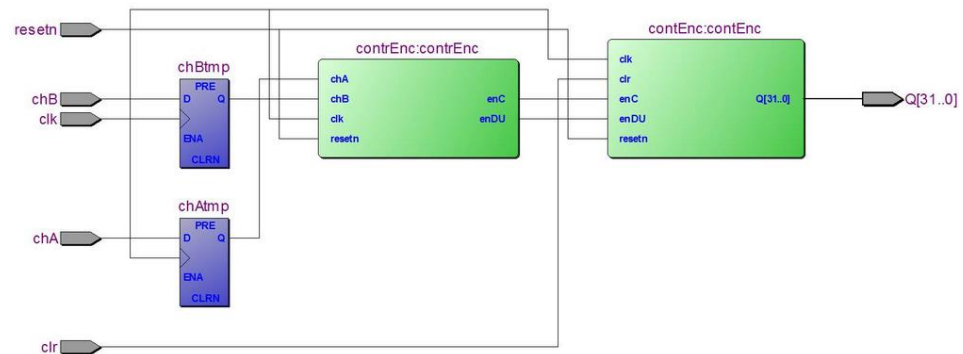 resetn
chB
clk
chA
clr
chBtmp
PRE
D Q
ENA
CLRN
chAtmp
PRE
D Q
ENA
CLRN
contrEnc:contrEnc
chA
chB enC
clk enDU
resetn
contEnc:contEnc
clk
clr
enC Q[31..0]
enDU
resetn
Q[31..0]